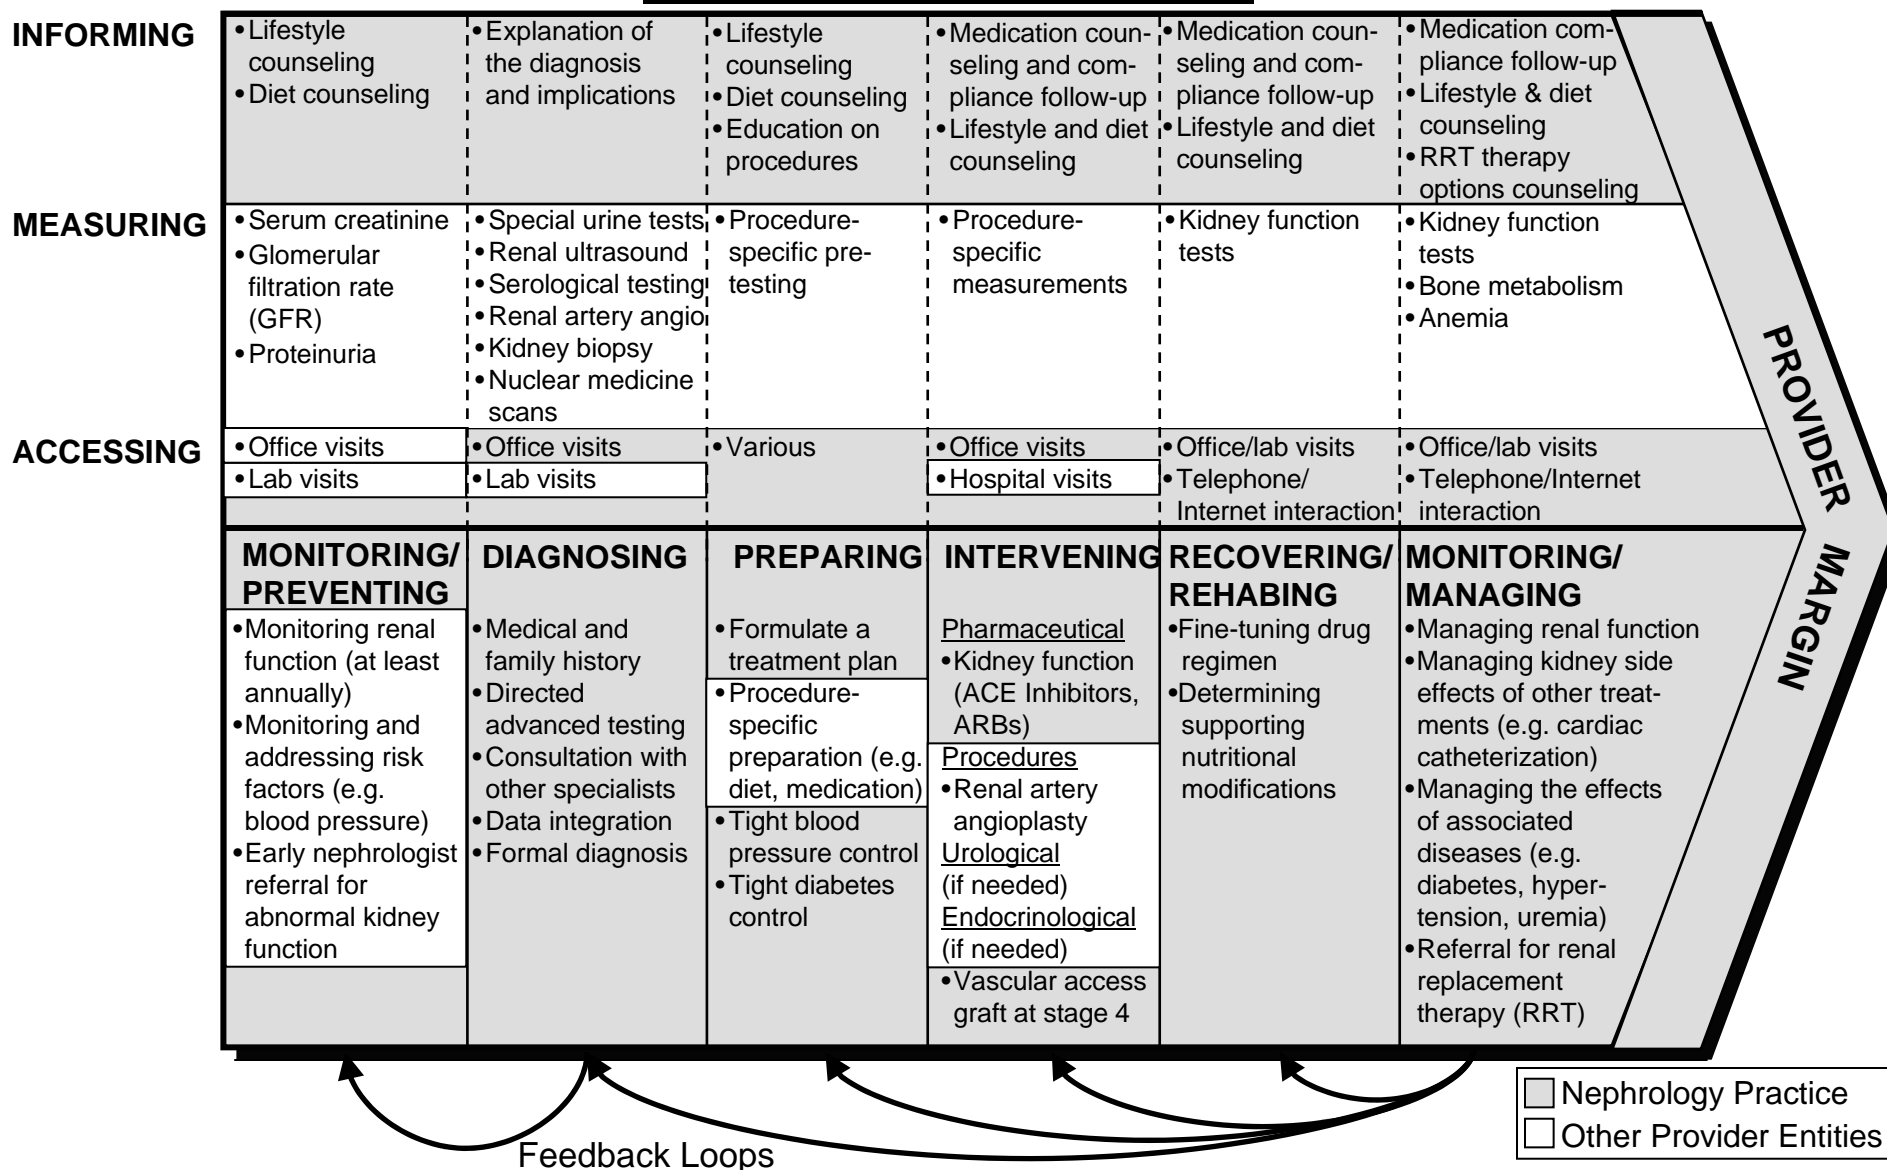 INFORMING
•Lifestyle
counseling
•Diet counseling
•Explanation of
the diagnosis
and implications
•Lifestyle
counseling
•Diet counseling
•Education on
procedures
•Medication coun-
seling and com-
pliance follow-up
•Lifestyle and diet
counseling
•Medication coun-
seling and com-
pliance follow-up
•Lifestyle and diet
counseling
•Medication com-
pliance follow-up
•Lifestyle & diet
counseling
•RRT therapy
options counseling
MEASURING
•Serum creatinine
•Glomerular
filtration rate
(GFR)
•Proteinuria
•Special urine tests
•Renal ultrasound
•Serological testing
•Renal artery angio
•Kidney biopsy
•Nuclear medicine
scans
•Procedure-
specific pre-
testing
•Procedure-
specific
measurements
•Kidney function
tests
•Kidney function
tests
•Bone metabolism
•Anemia
ACCESSING
•Office visits
•Lab visits
•Office visits
•Lab visits
•Various
•Office visits
•Hospital visits
•Office/lab visits
•Telephone/
Internet interaction
•Office/lab visits
•Telephone/Internet
interaction
MONITORING/
PREVENTING
•Monitoring renal
function (at least
annually)
•Monitoring and
addressing risk
factors (e.g.
blood pressure)
•Early nephrologist
referral for
abnormal kidney
function
DIAGNOSING
•Medical and
family history
•Directed
advanced testing
•Consultation with
other specialists
•Data integration
•Formal diagnosis
PREPARING
•Formulate a
treatment plan
•Procedure-
specific
preparation (e.g.
diet, medication)
•Tight blood
pressure control
•Tight diabetes
control
INTERVENING
Pharmaceutical
•Kidney function
(ACE Inhibitors,
ARBs)
Procedures
•Renal artery
angioplasty
Urological
(if needed)
Endocrinological
(if needed)
•Vascular access
graft at stage 4
RECOVERING/
REHABING
•Fine-tuning drug
regimen
•Determining
supporting
nutritional
modifications
MONITORING/
MANAGING
•Managing renal function
•Managing kidney side
effects of other treat-
ments (e.g. cardiac
catheterization)
•Managing the effects
of associated
diseases (e.g.
diabetes, hyper-
tension, uremia)
•Referral for renal
replacement
therapy (RRT)
PROVIDER MARGIN
Feedback Loops
Nephrology Practice
Other Provider Entities